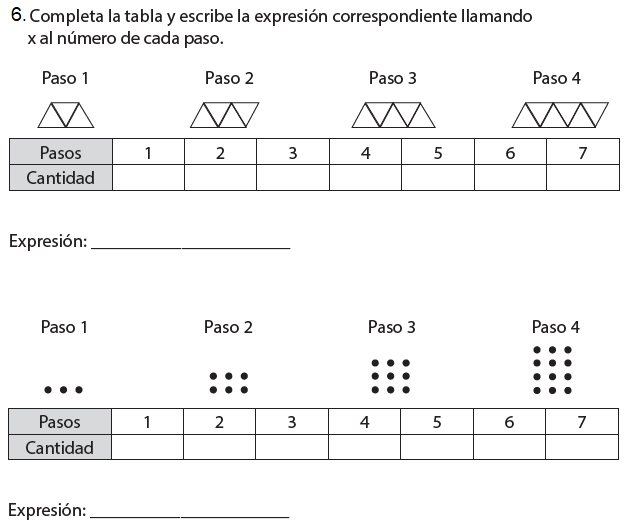 6. Completa la tabla y escribe la expresión correspondiente llamando
x al número de cada paso.
Paso 1 Paso 2 Paso 3 Paso 4
Pasos 1 2 3 4 5 6 7
Cantidad
Expresión: ______________________
Paso 1 Paso 2 Paso 3 Paso 4
Pasos 1 2 3 4 5 6 7
Cantidad
Expresión: ______________________